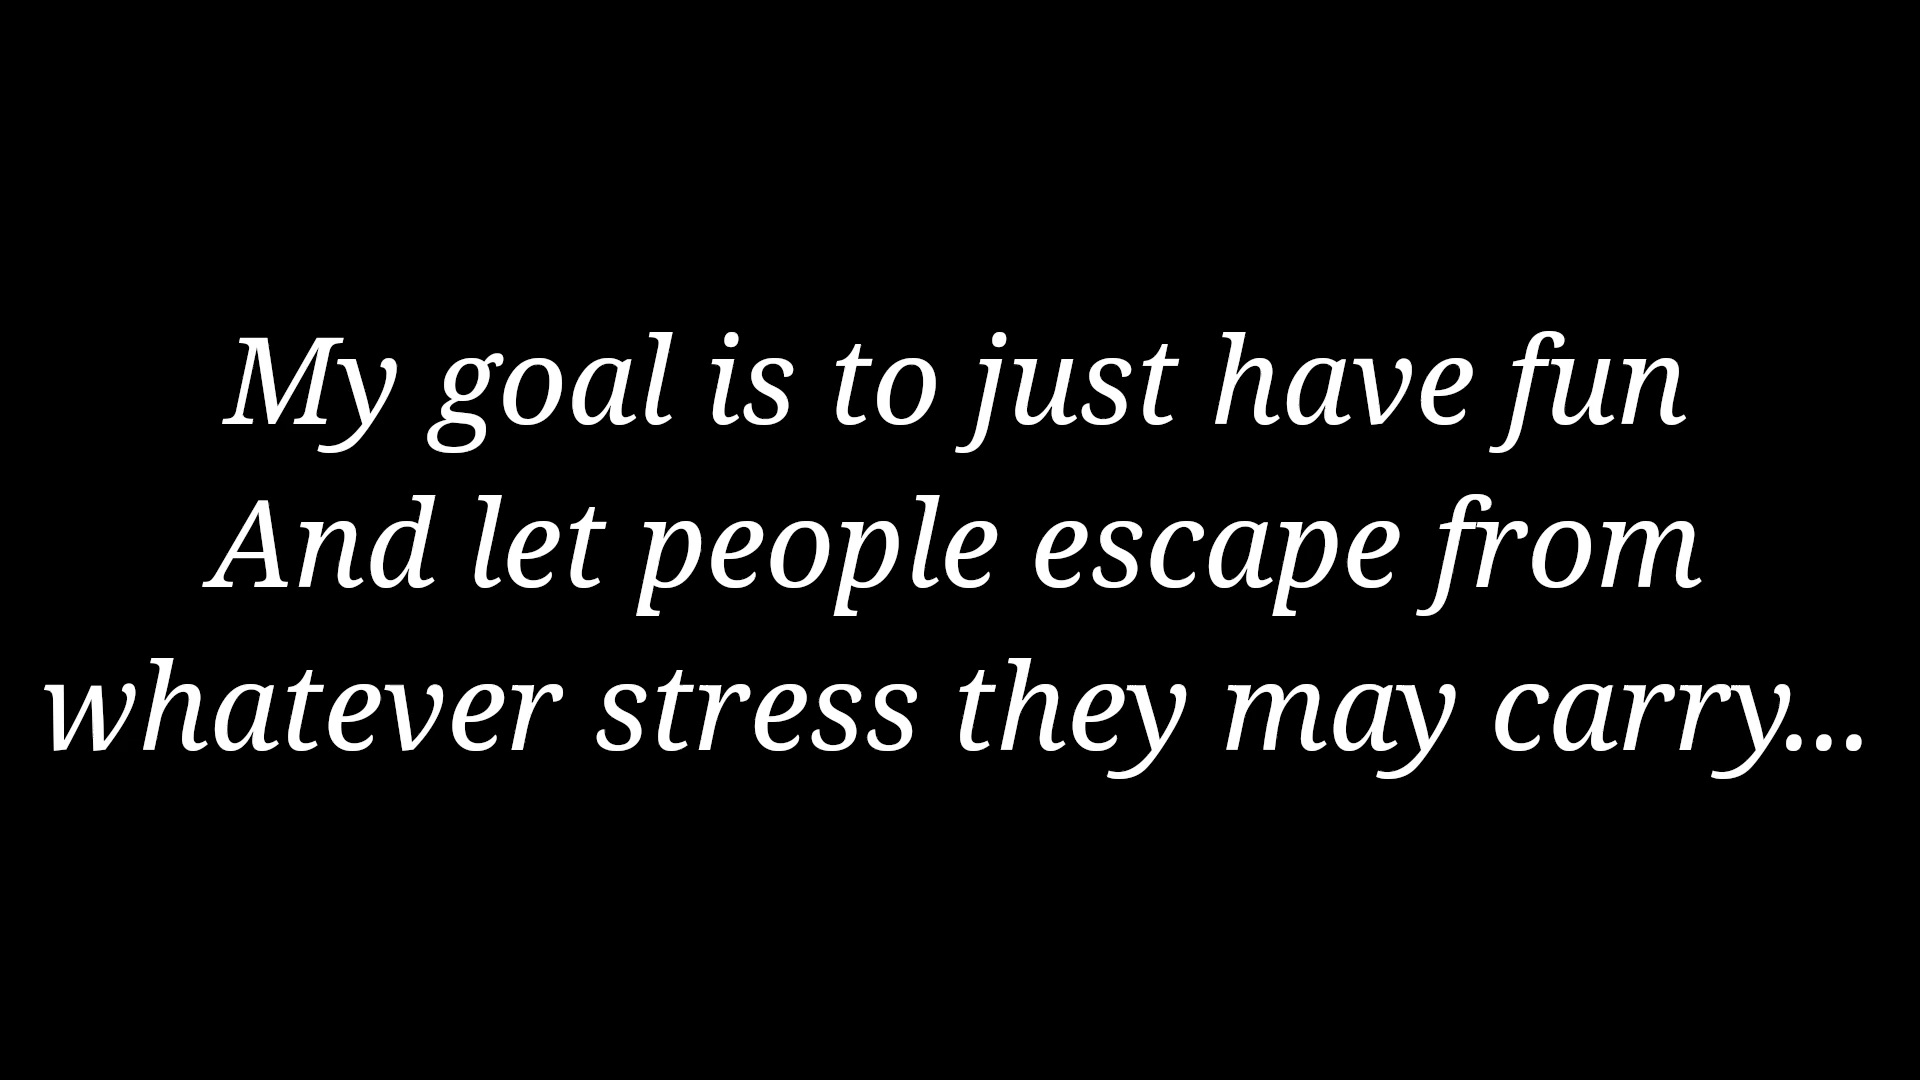 My goal is to just have fun
And let people escape from
whatever stress they may carry...